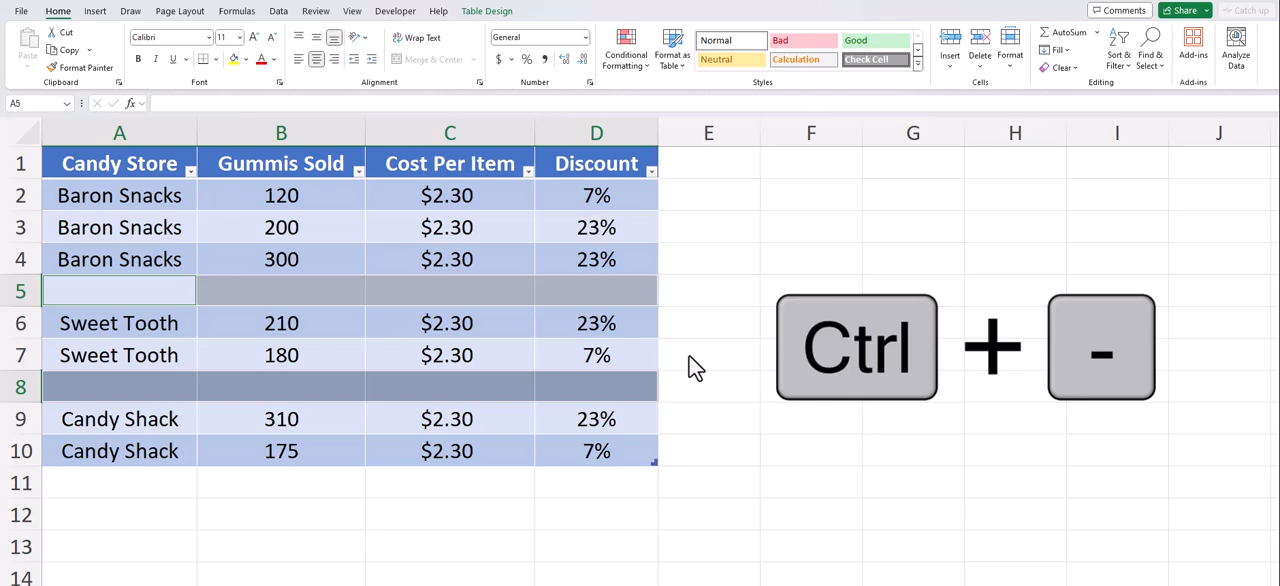 File Home Insert Draw Page Layout Formulas Data Review View Developer Help Table Design Comments Share Catch up
Paste
Cut
Copy
Format Painter
Clipboard
Calibri 11 A A
B I U A
Font
Wrap Text
Merge & Center
Alignment
General
$ % ,
Number
Conditional
Formatting
Format as
Table
Normal Bad Good
Neutral Calculation Check Cell
Styles
Insert Delete Format
Cells
AutoSum
Fill
Clear
Sort &
Filter
Find &
Select
Editing
Add-ins
Add-ins
Analyze
Data
A5 fx
A B C D E F G H I J
1 Candy Store Gummis Sold Cost Per Item Discount
2 Baron Snacks 120 $2.30 7%
3 Baron Snacks 200 $2.30 23%
4 Baron Snacks 300 $2.30 23%
5
6 Sweet Tooth 210 $2.30 23%
7 Sweet Tooth 180 $2.30 7%
8
9 Candy Shack 310 $2.30 23%
10 Candy Shack 175 $2.30 7%
11
12
13
14
Ctrl + -